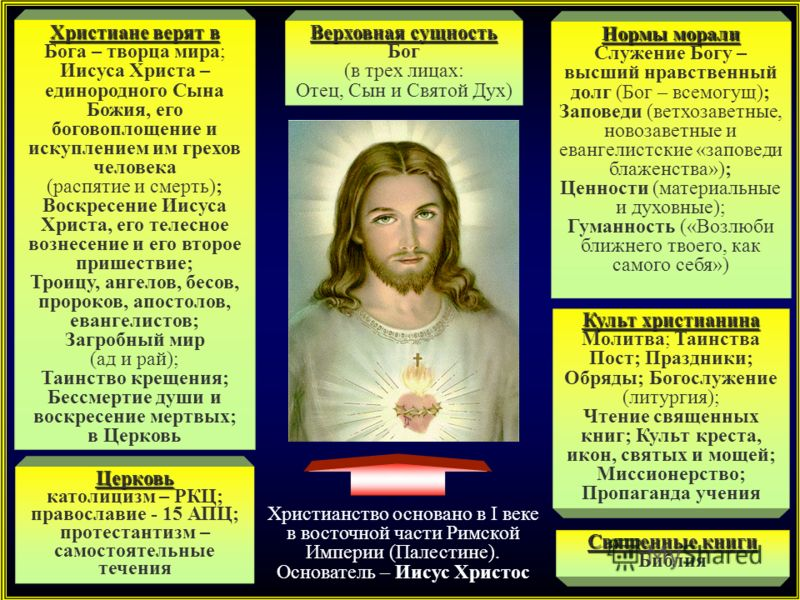 Христиане верят в
Бога – творца мира;
Иисуса Христа –
единородного Сына
Божия, его
боговоплощение и
искуплением им грехов
человека
(распятие и смерть);
Воскресение Иисуса
Христа, его телесное
вознесение и его второе
пришествие;
Троицу, ангелов, бесов,
пророков, апостолов,
евангелистов;
Загробный мир
(ад и рай);
Таинство крещения;
Бессмертие души и
воскресение мертвых;
в Церковь
Церковь
католицизм – РКЦ;
православие - 15 АПЦ;
протестантизм –
самостоятельные
течения
Верховная сущность
Бог
(в трех лицах:
Отец, Сын и Святой Дух)
Христианство основано в I веке
в восточной части Римской
Империи (Палестине).
Основатель – Иисус Христос
Нормы морали
Служение Богу –
высший нравственный
долг (Бог – всемогущ);
Заповеди (ветхозаветные,
новозаветные и
евангелистские «заповеди
блаженства»);
Ценности (материальные
и духовные);
Гуманность («Возлюби
ближнего твоего, как
самого себя»)
Культ христианина
Молитва; Таинства
Пост; Праздники;
Обряды; Богослужение
(литургия);
Чтение священных
книг; Культ креста,
икон, святых и мощей;
Миссионерство;
Пропаганда учения
Священные книги
Библия
MyShared